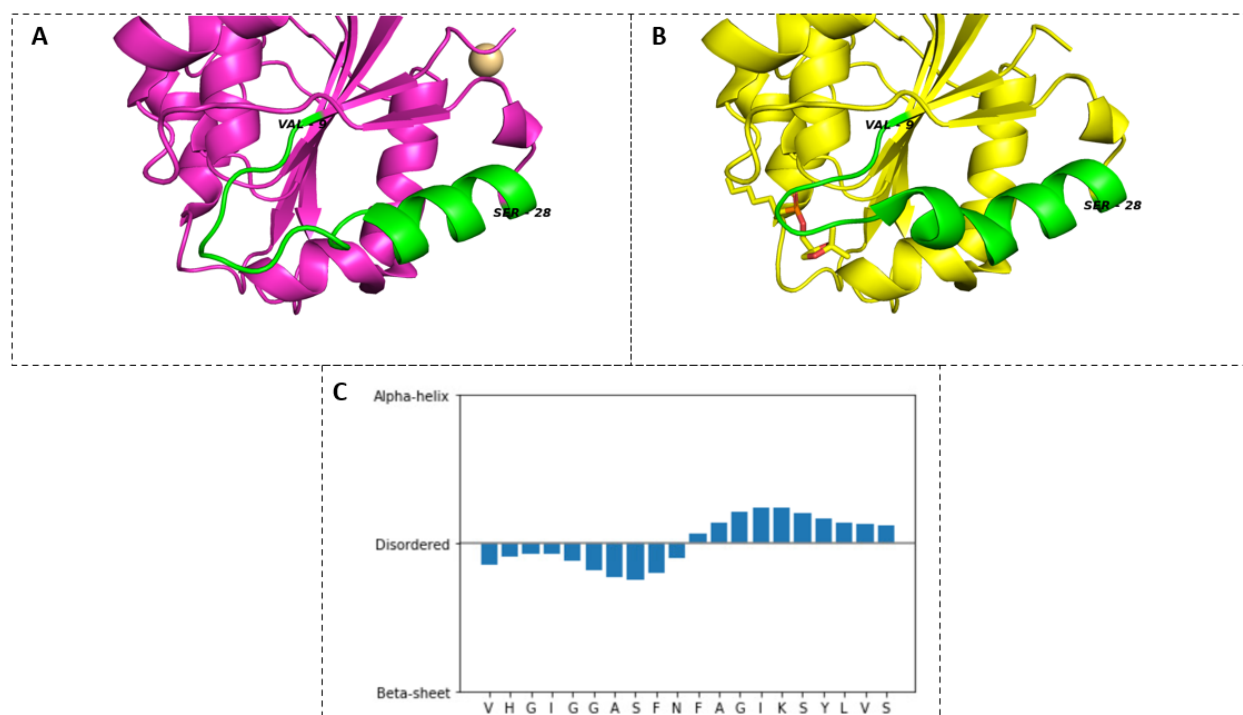 A
VAL - 9
SER - 28
B
VAL - 9
SER - 28
C
Alpha-helix
Disordered
Beta-sheet
V H G I G G A S F N F A G I K S Y L V S